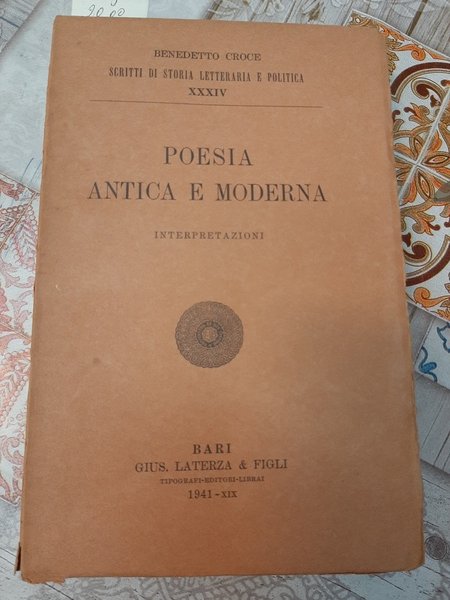 BENEDETTO CROCE
SCRITTI DI STORIA LETTERARIA E POLITICA
XXXIV
POESIA
ANTICA E MODERNA
INTERPRETAZIONI
BARI
GIUS. LATERZA & FIGLI
TIPOGRAFI-EDITORI-LIBRAI
1941-XIX